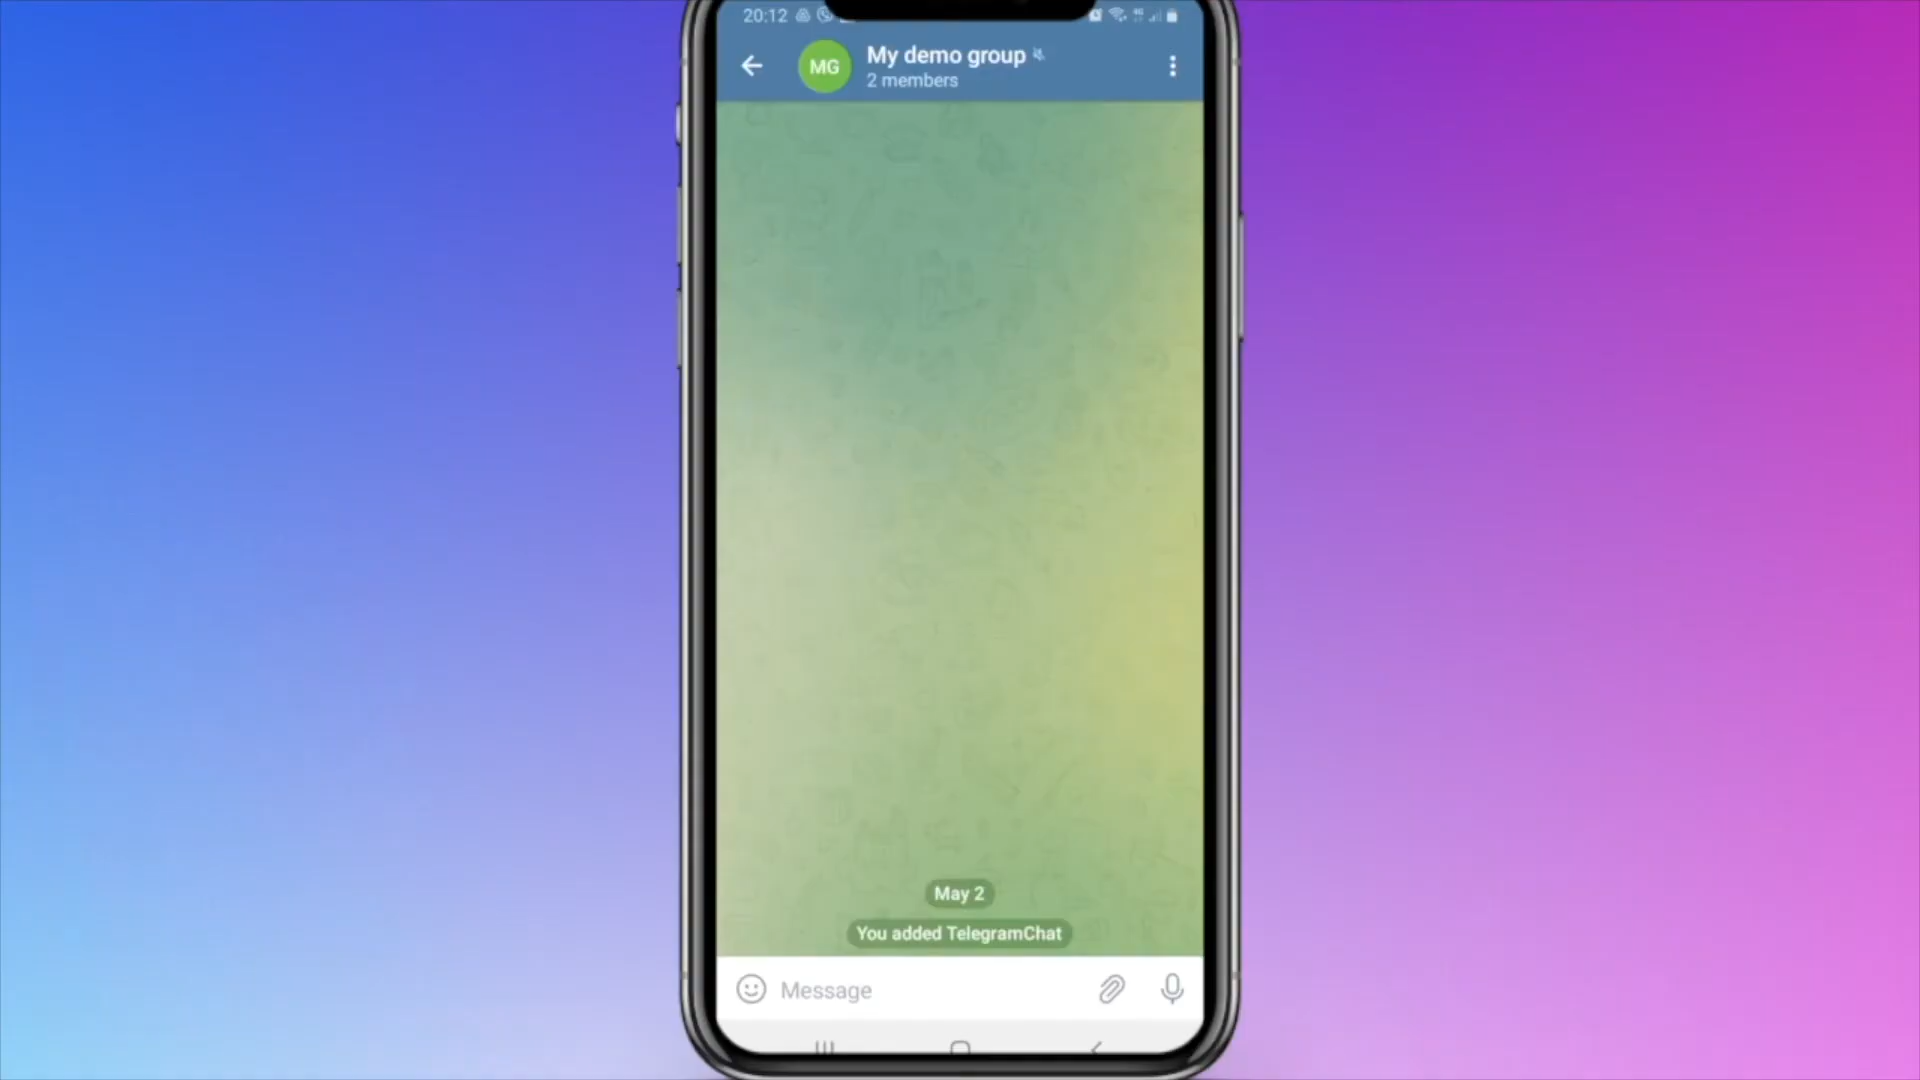 20:12
MG
My demo group
2 members
May 2
You added TelegramChat
Message